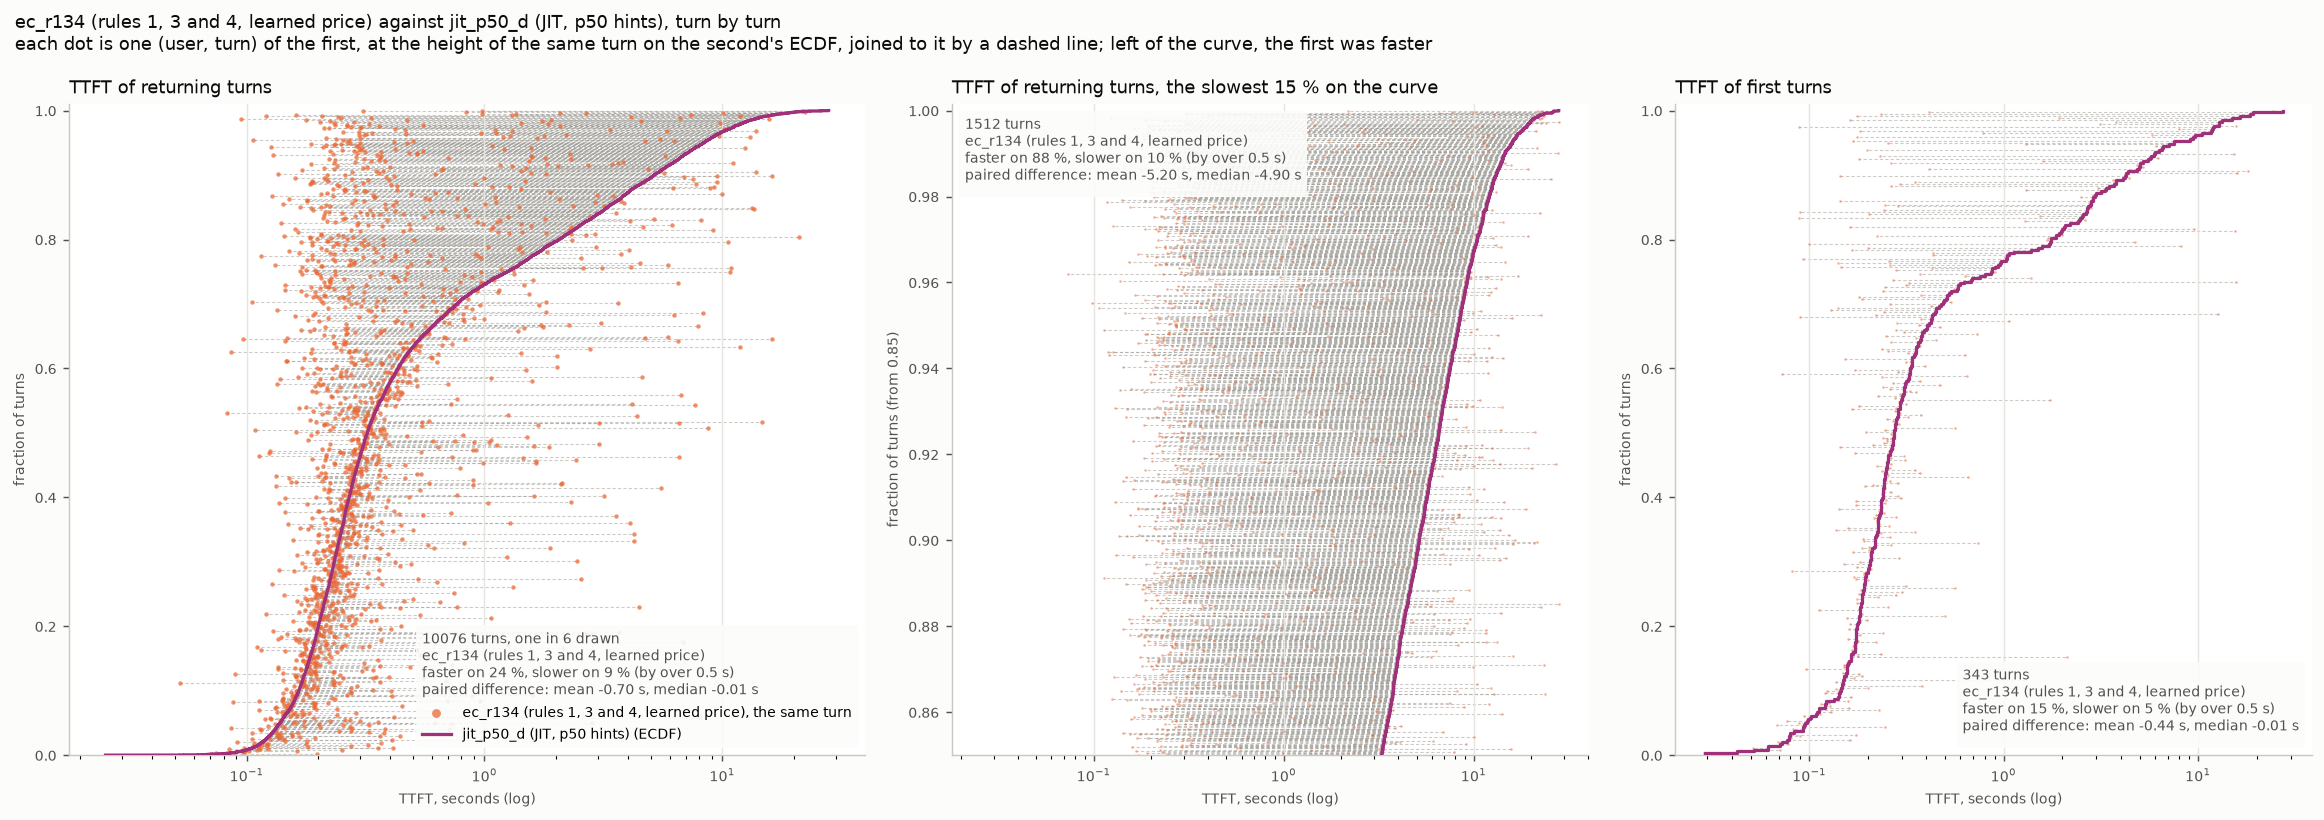 ec_r134 (rules 1, 3 and 4, learned price) against jit_p50_d (JIT, p50 hints), turn by turn
each dot is one (user, turn) of the first, at the height of the same turn on the second's ECDF, joined to it by a dashed line; left of the curve, the first was faster
TTFT of returning turns
fraction of turns
1.0
0.8
0.6
0.4
0.2
0.0
10⁻¹
10⁰
10¹
TTFT, seconds (log)
10076 turns, one in 6 drawn
ec_r134 (rules 1, 3 and 4, learned price)
faster on 24 %, slower on 9 % (by over 0.5 s)
paired difference: mean -0.70 s, median -0.01 s
ec_r134 (rules 1, 3 and 4, learned price), the same turn
jit_p50_d (JIT, p50 hints) (ECDF)
TTFT of returning turns, the slowest 15 % on the curve
fraction of turns (from 0.85)
1.00
0.98
0.96
0.94
0.92
0.90
0.88
0.86
10⁻¹
10⁰
10¹
TTFT, seconds (log)
1512 turns
ec_r134 (rules 1, 3 and 4, learned price)
faster on 88 %, slower on 10 % (by over 0.5 s)
paired difference: mean -5.20 s, median -4.90 s
TTFT of first turns
fraction of turns
1.0
0.8
0.6
0.4
0.2
0.0
10⁻¹
10⁰
10¹
TTFT, seconds (log)
343 turns
ec_r134 (rules 1, 3 and 4, learned price)
faster on 15 %, slower on 5 % (by over 0.5 s)
paired difference: mean -0.44 s, median -0.01 s